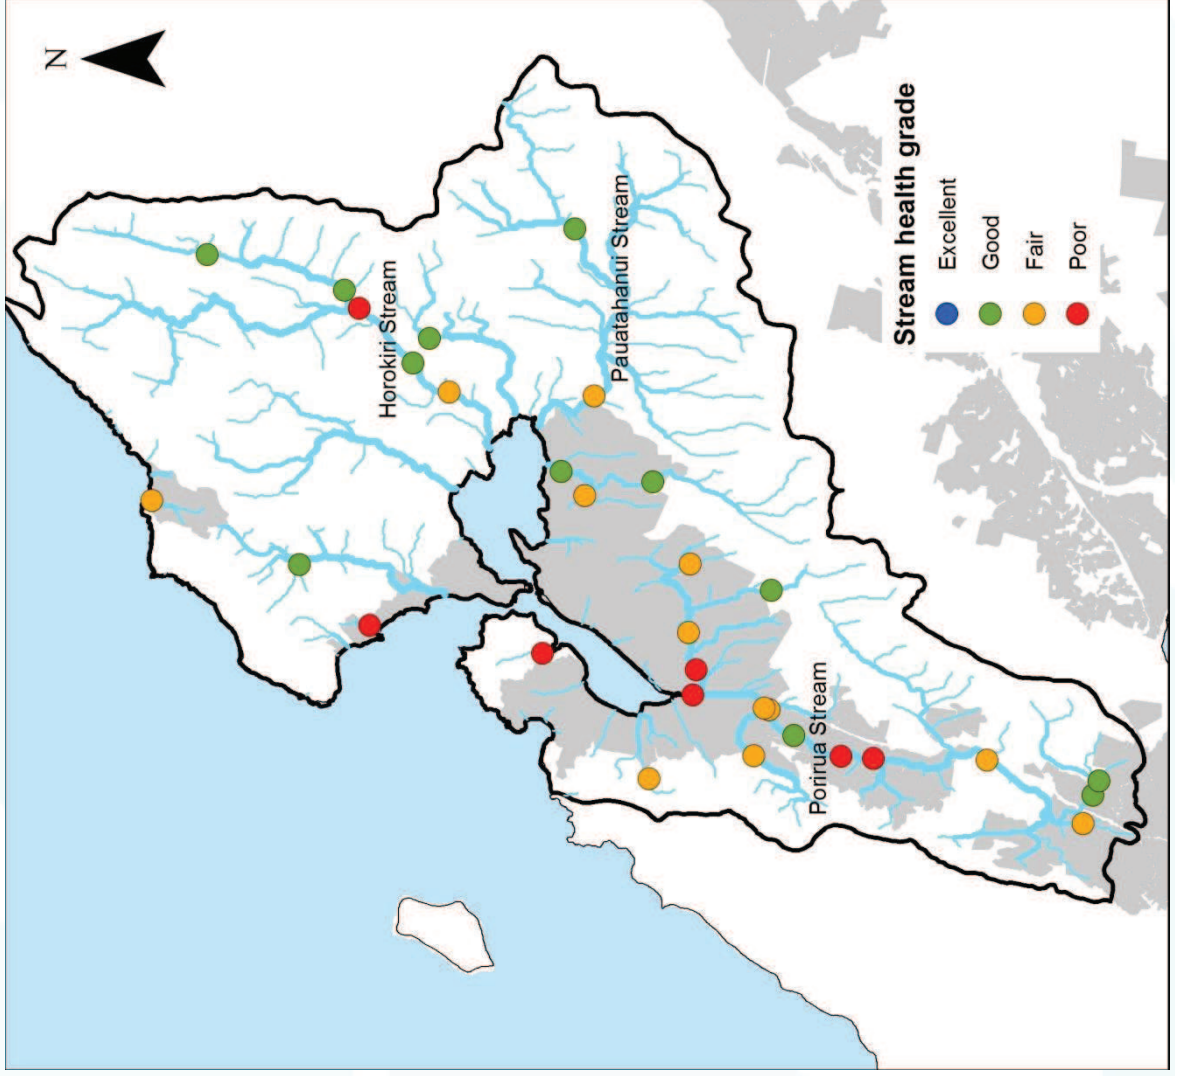 N
Horokiri Stream
Pauatahanui Stream
Porirua Stream
Stream health grade
Excellent
Good
Fair
Poor